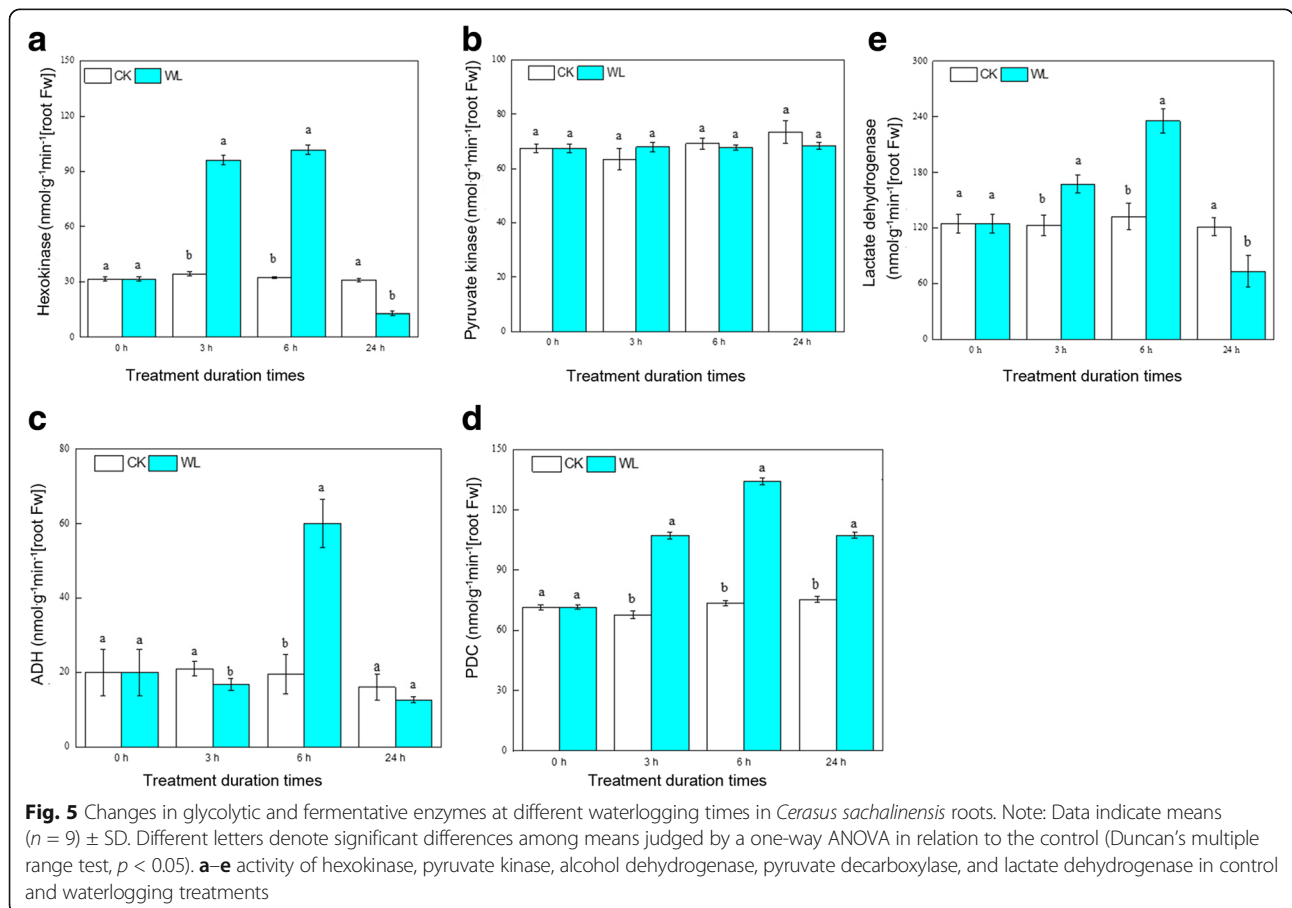 a
150
120
90
60
30
0
Hexokinase (nmol·g⁻¹min⁻¹[root Fw])
CK WL
a a
b a
b a
a b
0 h 3 h 6 h 24 h
Treatment duration times
b
100
80
60
40
20
0
Pyruvate kinase (nmol·g⁻¹min⁻¹[root Fw])
CK WL
a a
a a
a a
a a
0 h 3 h 6 h 24 h
Treatment duration times
e
300
240
180
120
60
0
Lactate dehydrogenase
(nmol·g⁻¹min⁻¹[root Fw])
CK WL
a a
b a
b a
a b
0 h 3 h 6 h 24 h
Treatment duration times
c
80
60
40
20
0
ADH (nmol·g⁻¹min⁻¹[root Fw])
CK WL
a a
a b
b a
a a
0 h 3 h 6 h 24 h
Treatment duration times
d
150
120
90
60
30
0
PDC (nmol·g⁻¹min⁻¹[root Fw])
CK WL
a a
b a
b a
b a
0 h 3 h 6 h 24 h
Treatment duration times
Fig. 5 Changes in glycolytic and fermentative enzymes at different waterlogging times in Cerasus sachalinensis roots. Note: Data indicate means
(n = 9) ± SD. Different letters denote significant differences among means judged by a one-way ANOVA in relation to the control (Duncan's multiple
range test, p < 0.05). a–e activity of hexokinase, pyruvate kinase, alcohol dehydrogenase, pyruvate decarboxylase, and lactate dehydrogenase in control
and waterlogging treatments